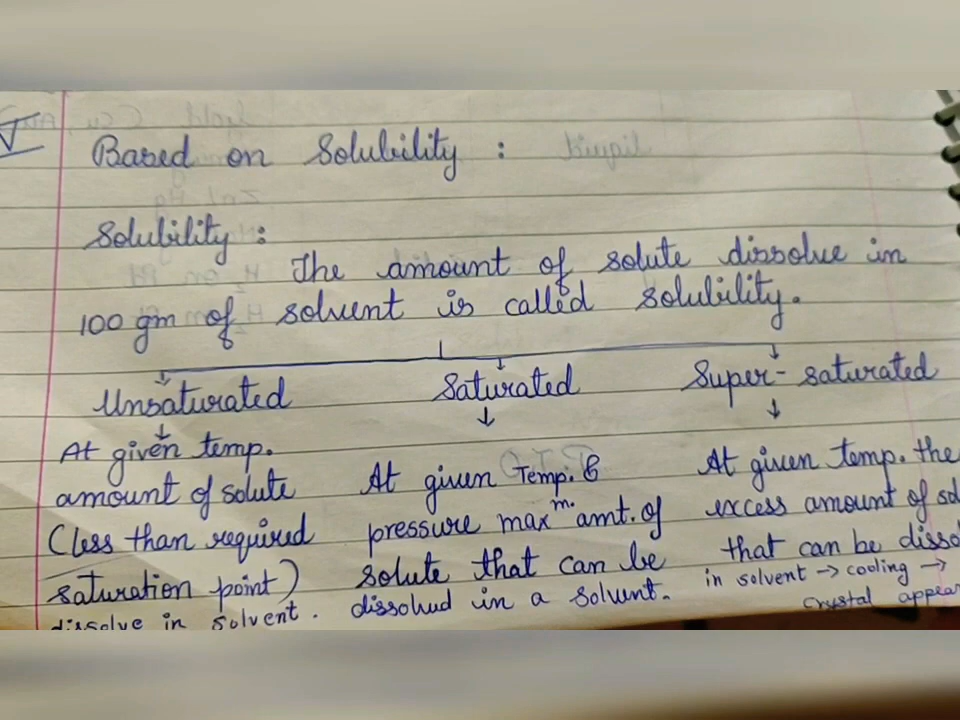 V
Based on Solubility :
Solubility :
The amount of solute dissolve in
100 gm of solvent is called solubility.
Unsaturated
At given temp.
amount of solute
(less than required
saturation point)
dissolve in solvent.
Saturated
At given Temp. &
pressure maxm. amt. of
solute that can be
dissolved in a solvent.
Super-saturated
At given temp. the
excess amount of
that can be
in solvent → cooling →
crystal